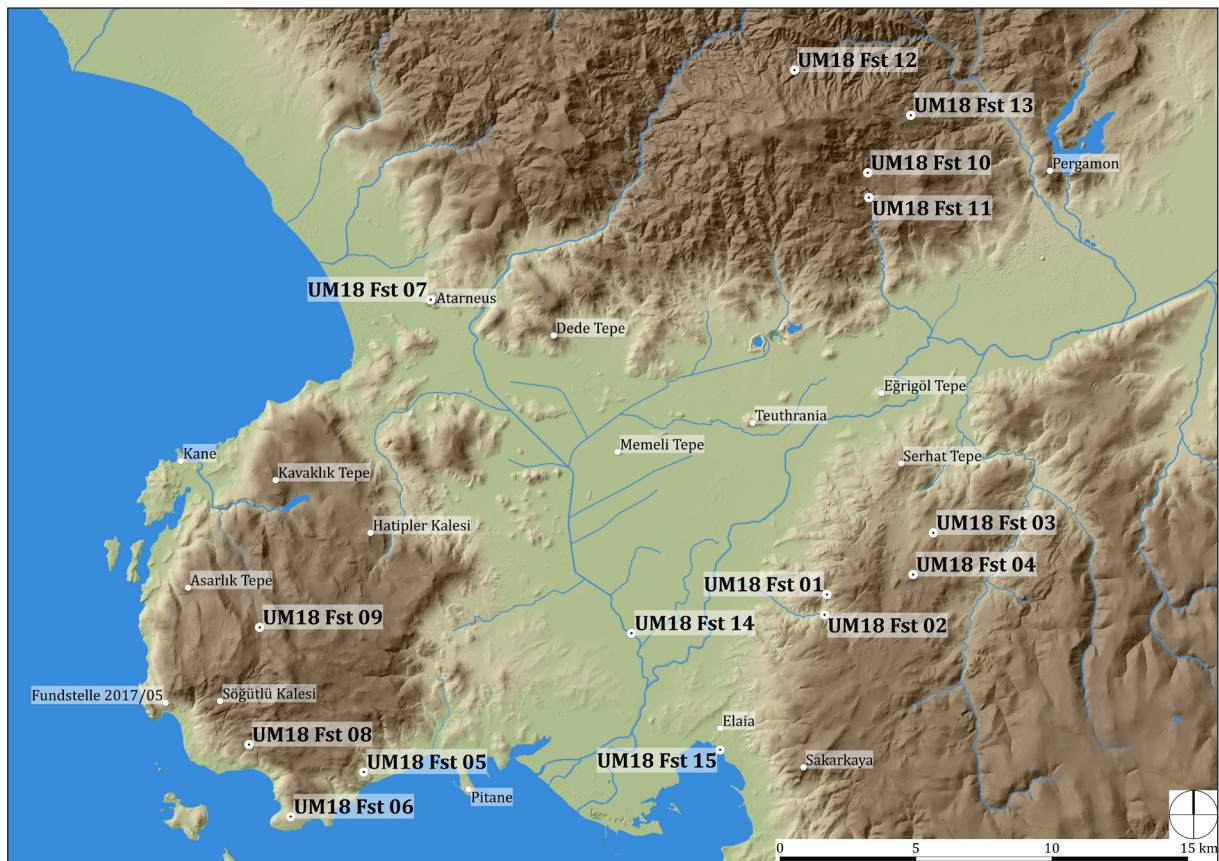 UM18 Fst 12
UM18 Fst 13
UM18 Fst 10
Pergamon
UM18 Fst 11
UM18 Fst 07
Atarneus
Dede Tepe
Eğrigöl Tepe
Teuthrania
Memeli Tepe
Kane
Serhat Tepe
Kavaklık Tepe
Hatipler Kalesi
UM18 Fst 03
UM18 Fst 04
Asarlık Tepe
UM18 Fst 01
UM18 Fst 09
UM18 Fst 14
UM18 Fst 02
Fundstelle 2017/05
Söğütlü Kalesi
Elaia
UM18 Fst 08
UM18 Fst 05
UM18 Fst 15
Sakarkaya
Pitane
UM18 Fst 06
0 5 10 15 km